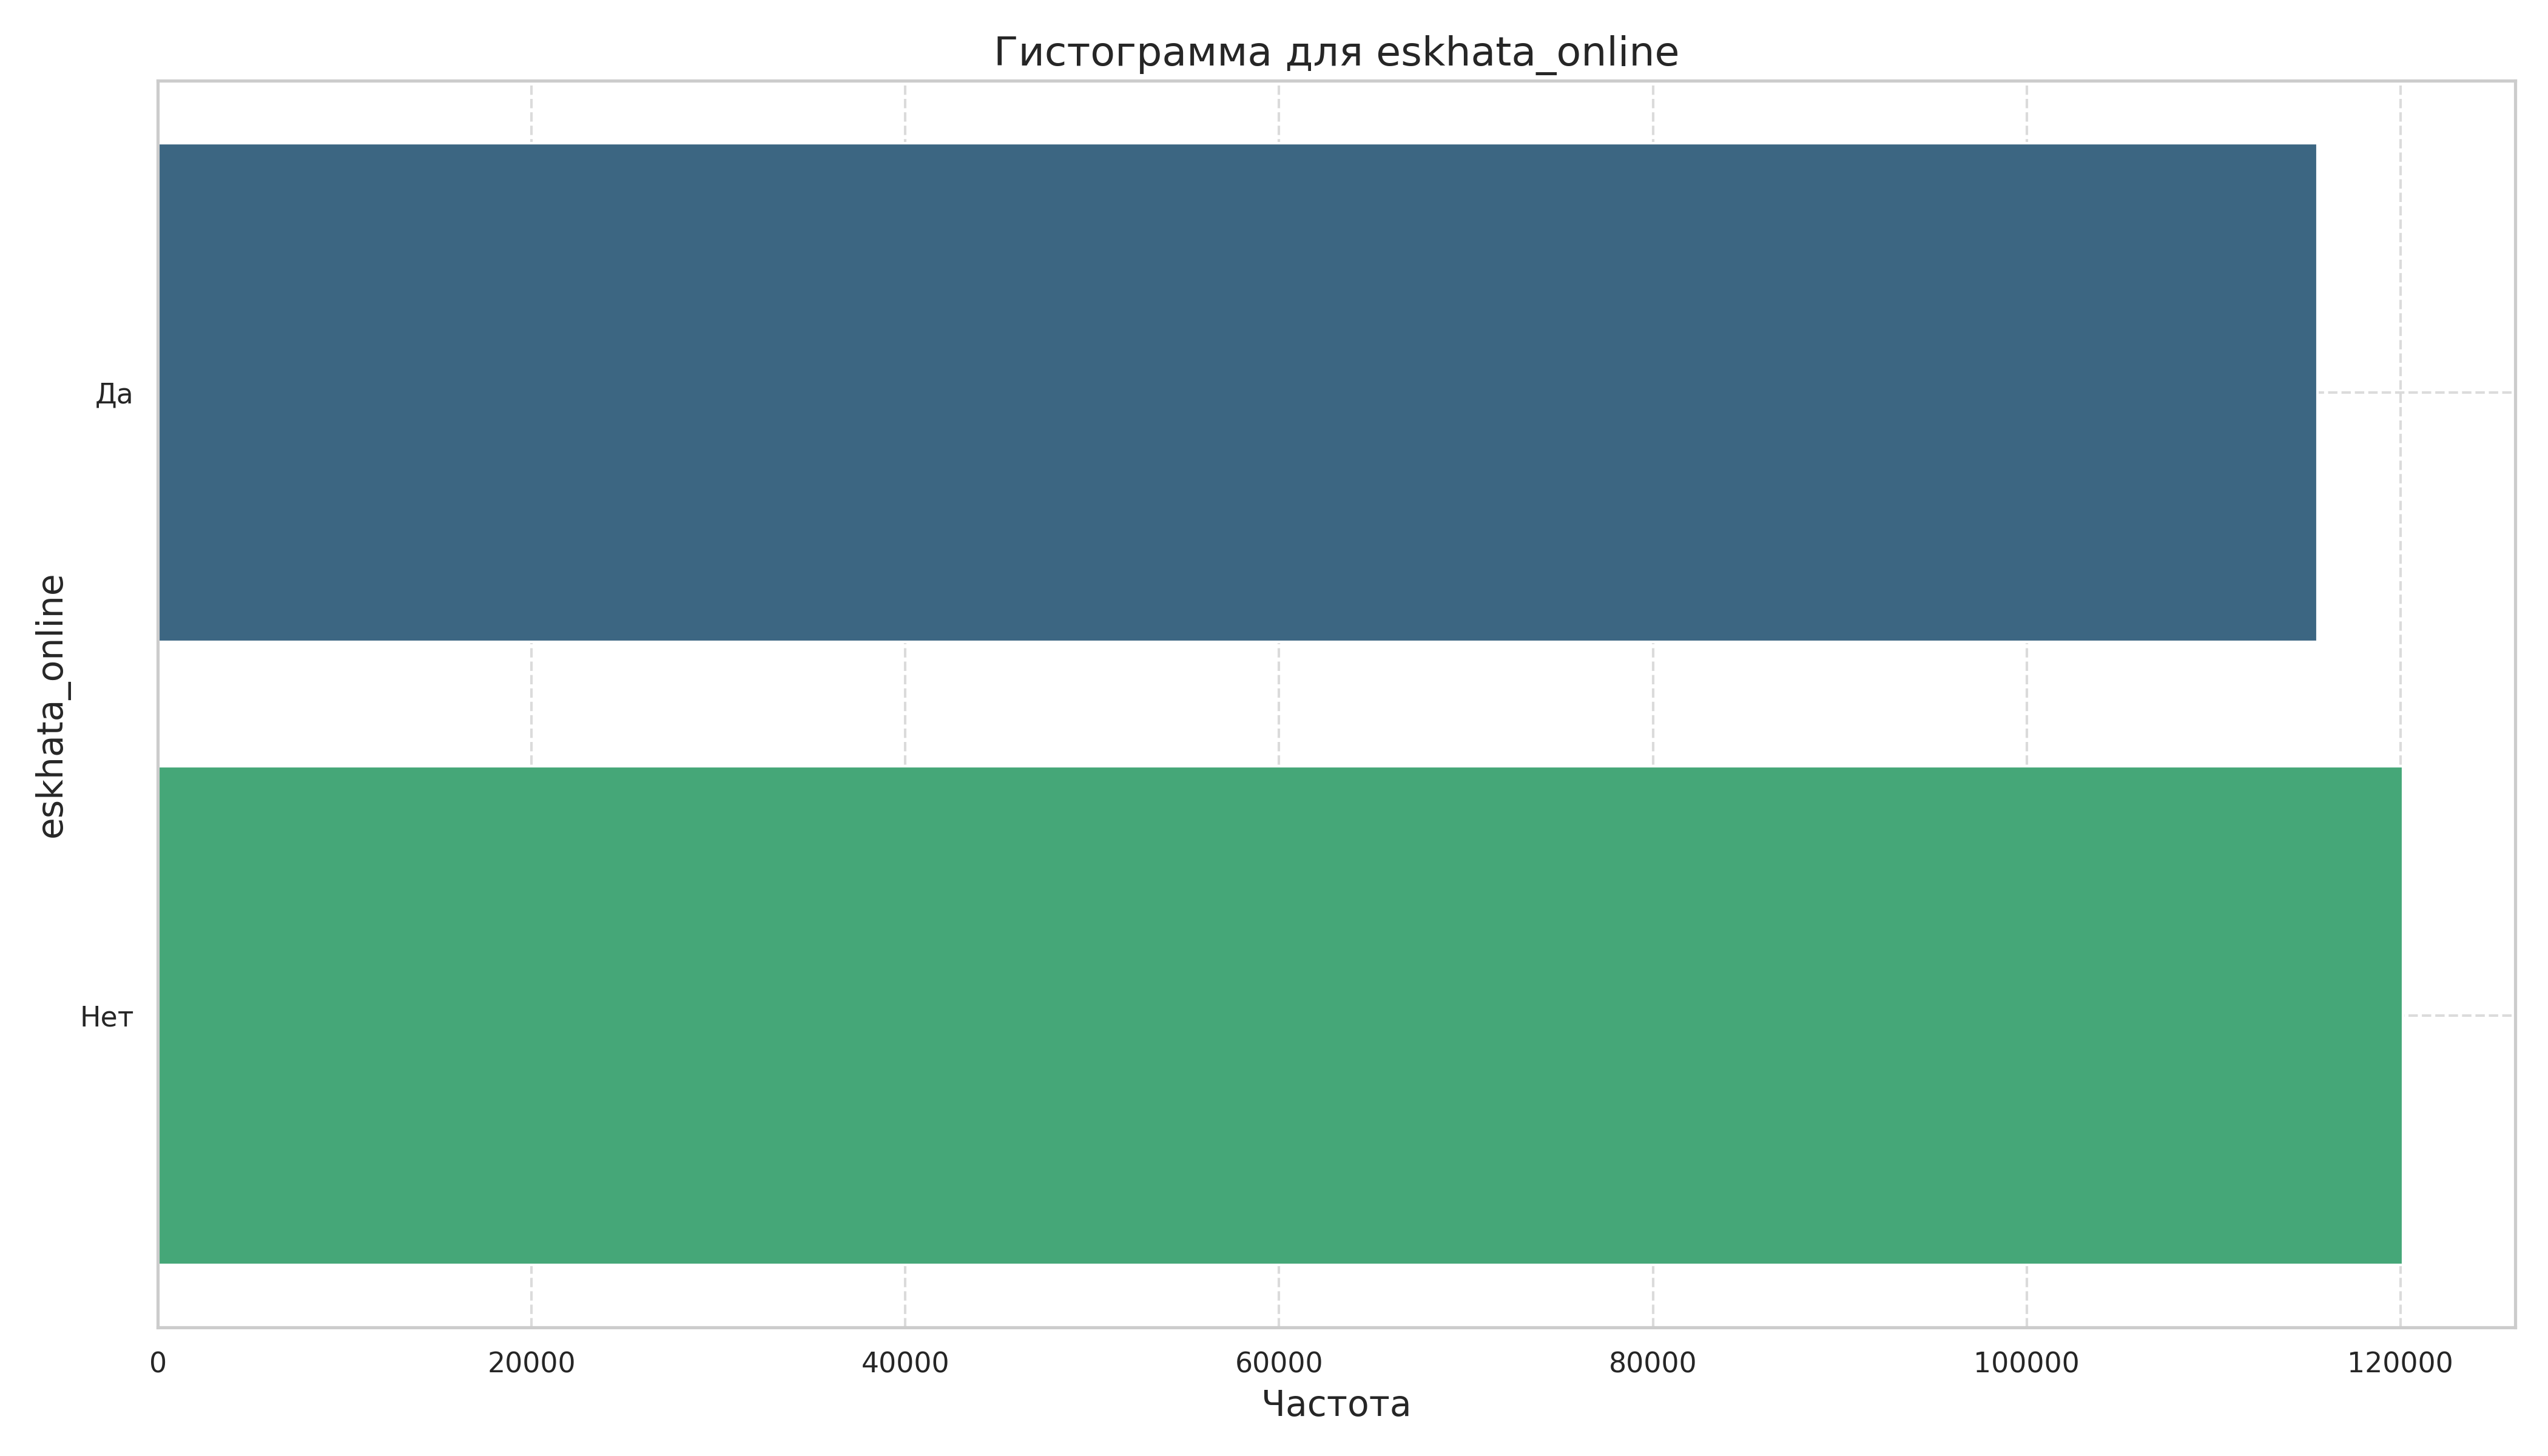 Гистограмма для eskhata_online
Да
Нет
eskhata_online
0 20000 40000 60000 80000 100000 120000
Частота